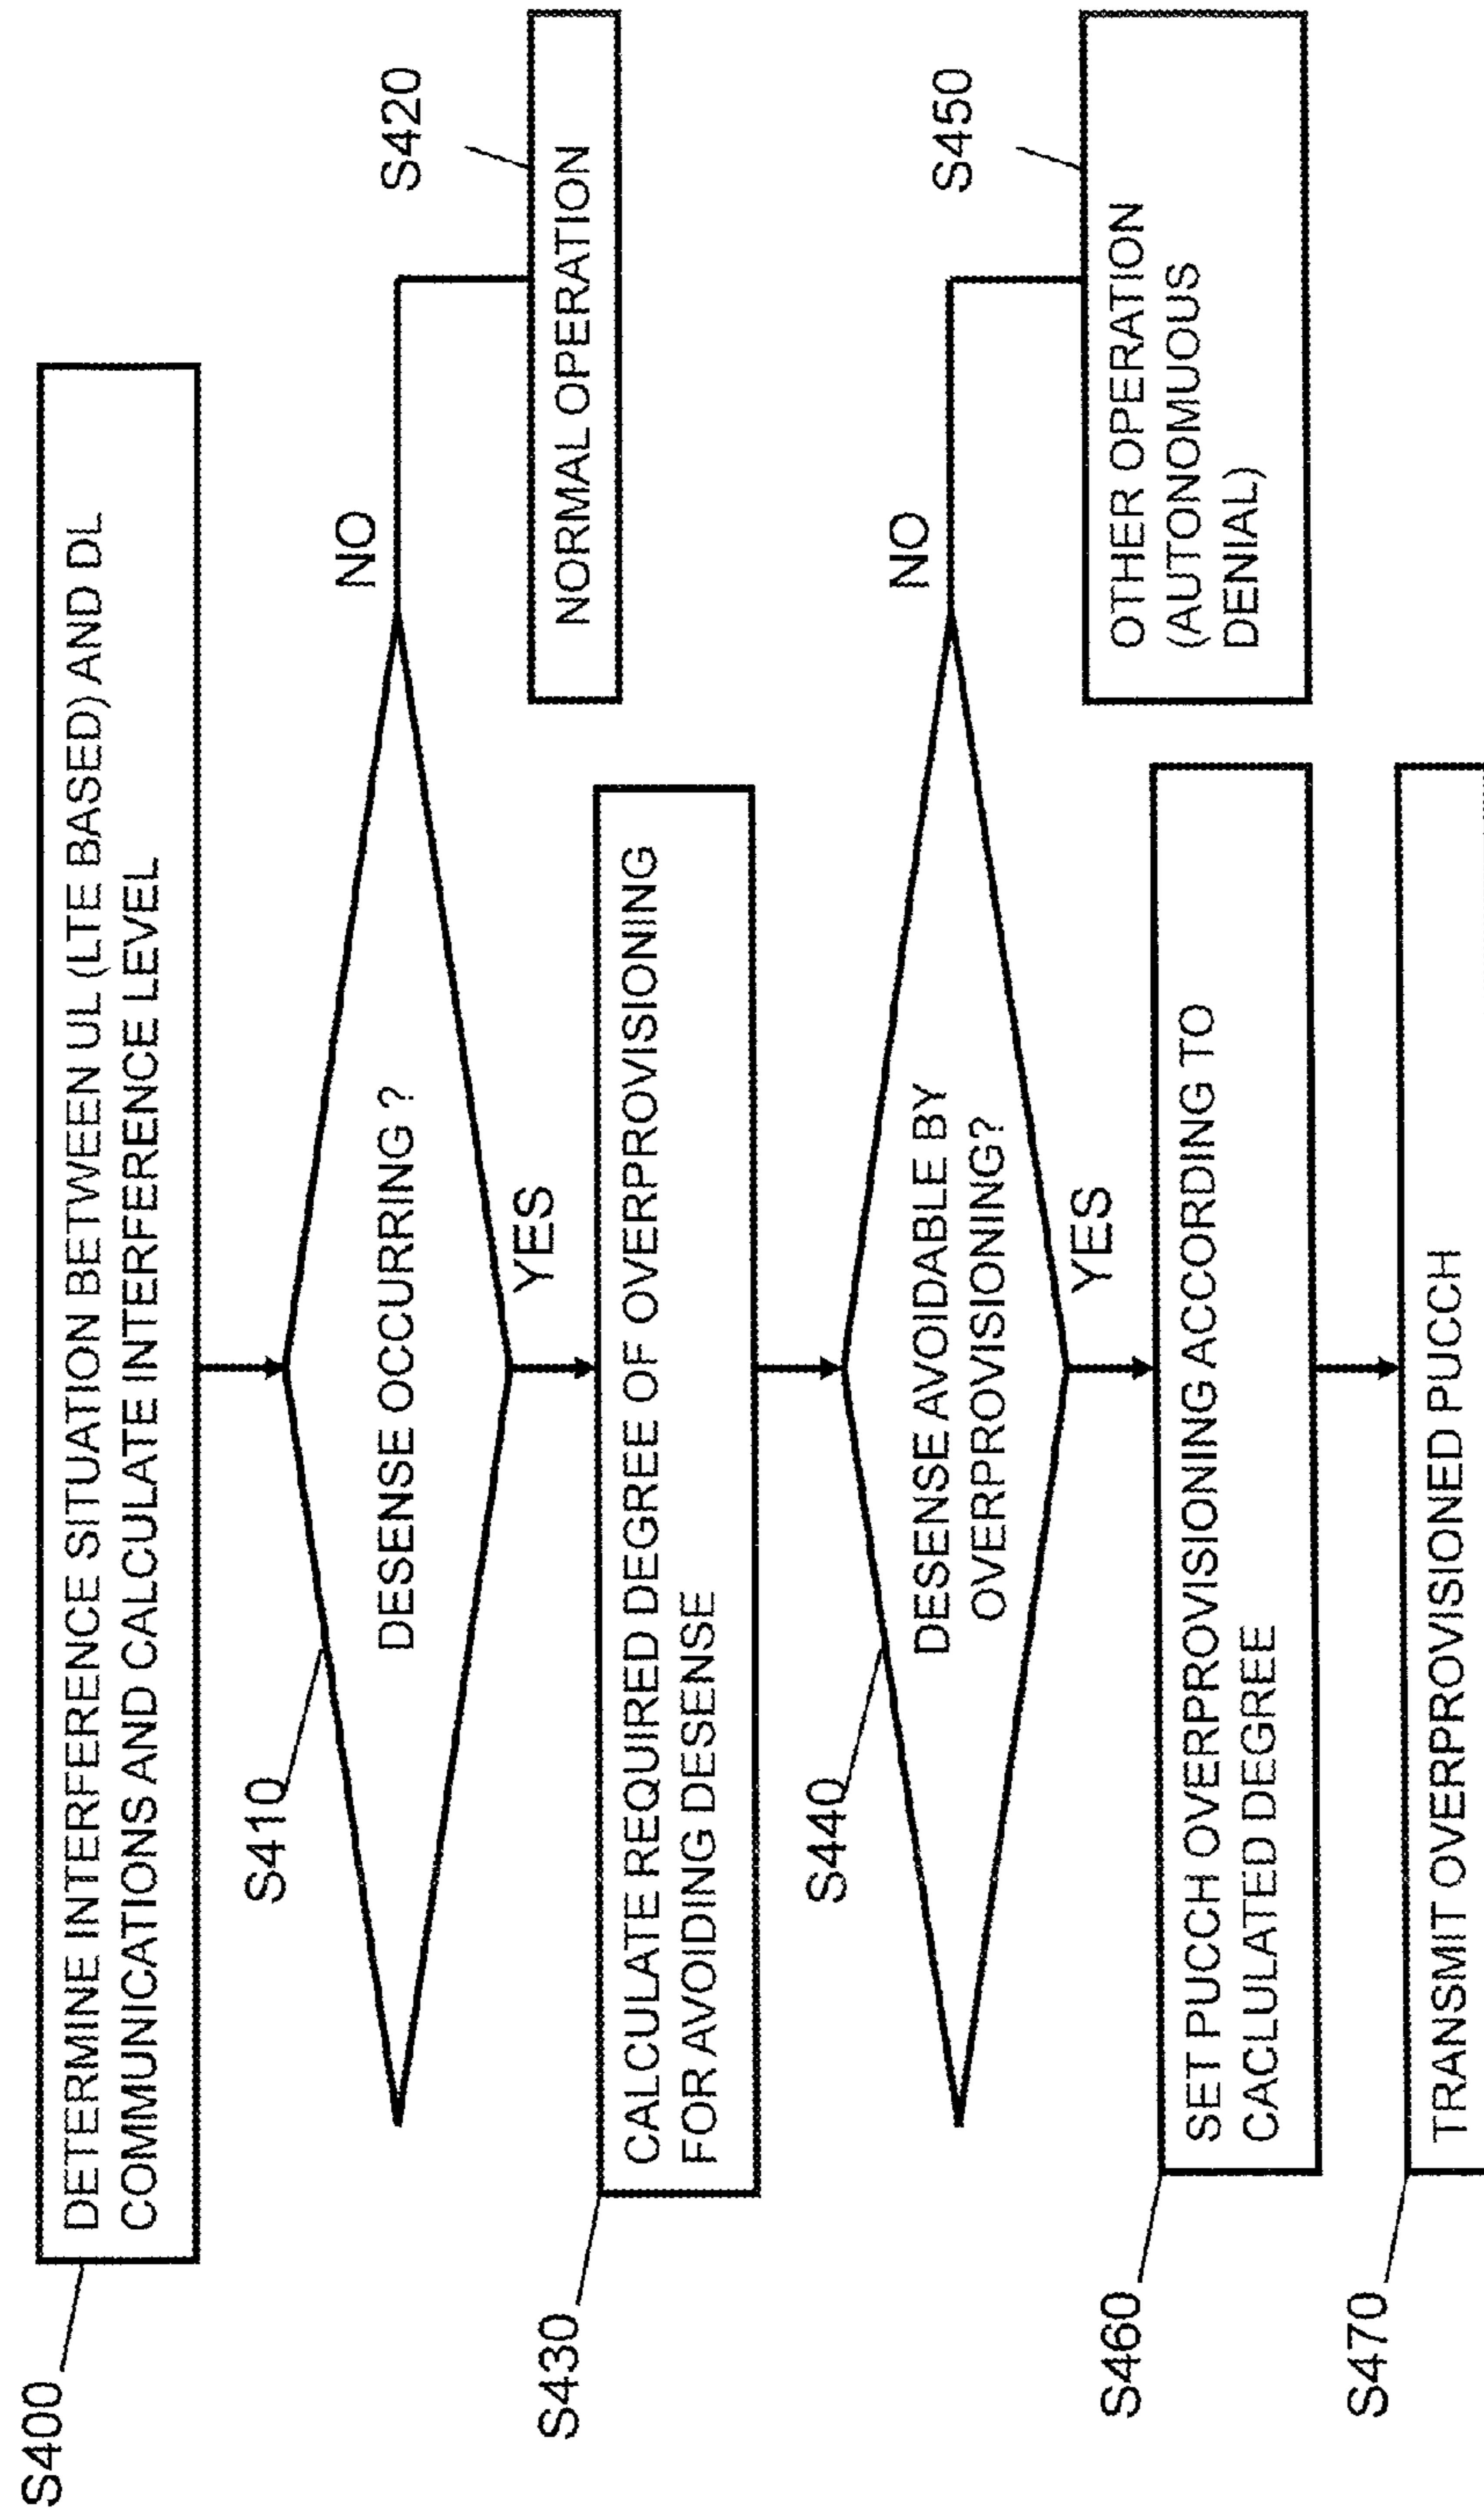 S400
DETERMINE INTERFERENCE SITUATION BETWEEN UL (LTE BASED) AND DL
COMMUNICATIONS AND CALCULATE INTERFERENCE LEVEL
S410
DESENSE OCCURRING ?
NO
S420
NORMAL OPERATION
YES
S430
CALCULATE REQUIRED DEGREE OF OVERPROVISIONING
FOR AVOIDING DESENSE
S440
DESENSE AVOIDABLE BY
OVERPROVISIONING?
NO
S450
OTHER OPERATION
(AUTONOMUOUS
DENIAL)
YES
S460
SET PUCCH OVERPROVISIONING ACCORDING TO
CACLULATED DEGREE
S470
TRANSMIT OVERPROVISIONED PUCCH